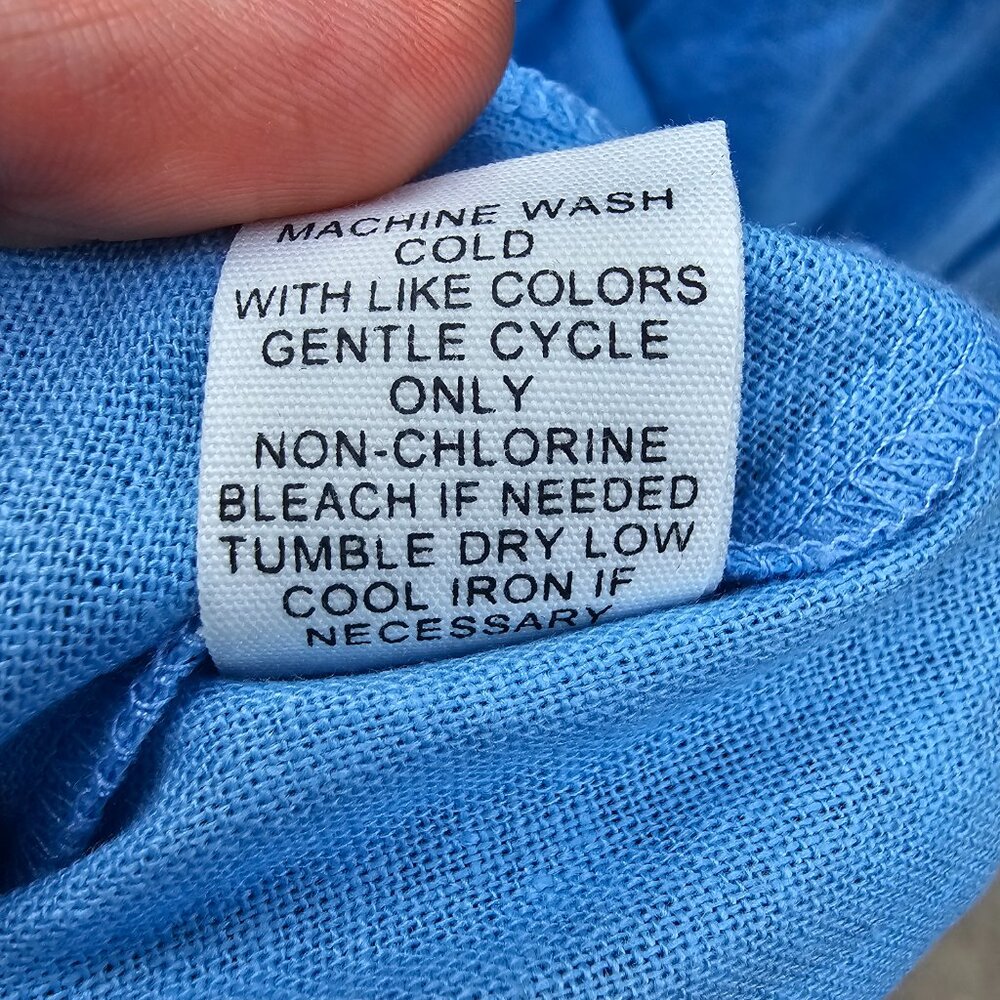 MACHINE WASH
COLD
WITH LIKE COLORS
GENTLE CYCLE
ONLY
NON-CHLORINE
BLEACH IF NEEDED
TUMBLE DRY LOW
COOL IRON IF
NECESSARY